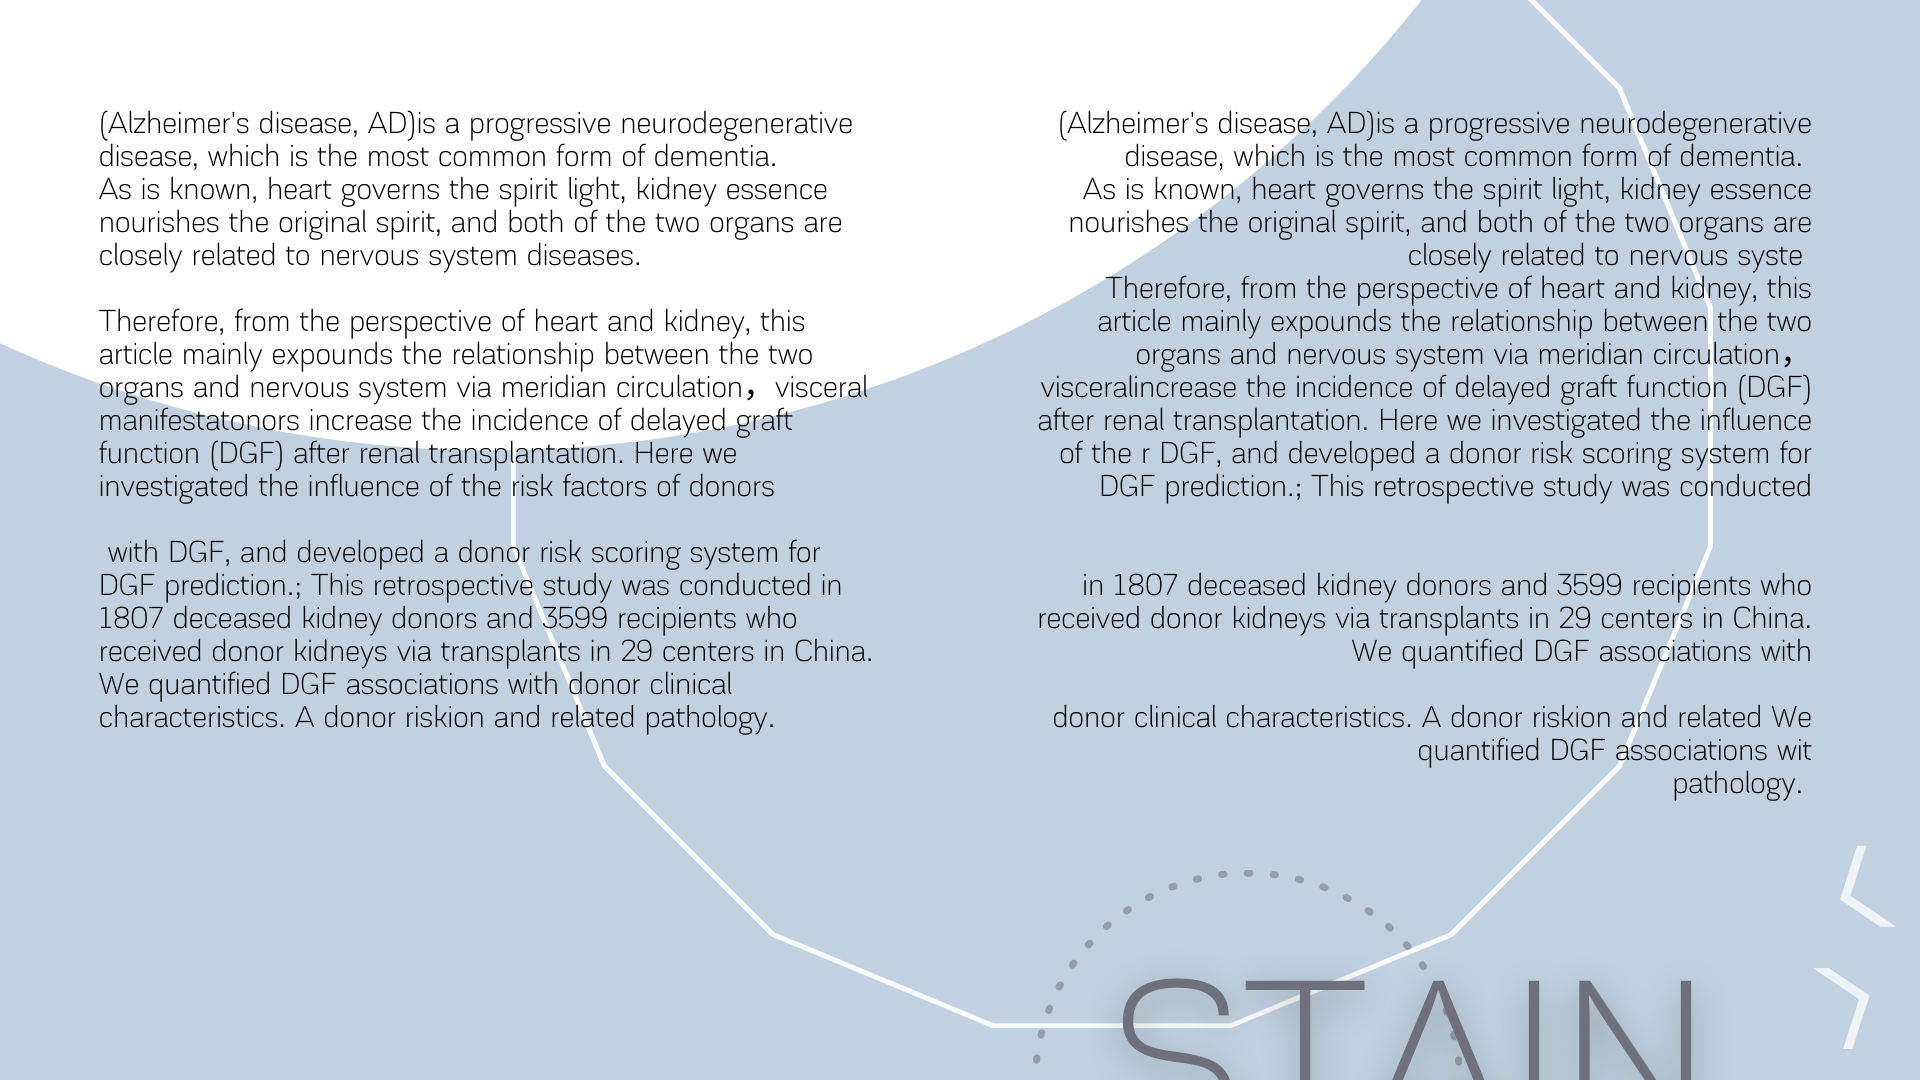 (Alzheimer's disease, AD)is a progressive neurodegenerative
disease, which is the most common form of dementia.
As is known, heart governs the spirit light, kidney essence
nourishes the original spirit, and both of the two organs are
closely related to nervous system diseases.
Therefore, from the perspective of heart and kidney, this
article mainly expounds the relationship between the two
organs and nervous system via meridian circulation，visceral
manifestatonors increase the incidence of delayed graft
function (DGF) after renal transplantation. Here we
investigated the influence of the risk factors of donors
with DGF, and developed a donor risk scoring system for
DGF prediction.; This retrospective study was conducted in
1807 deceased kidney donors and 3599 recipients who
received donor kidneys via transplants in 29 centers in China.
We quantified DGF associations with donor clinical
characteristics. A donor riskion and related pathology.
(Alzheimer's disease, AD)is a progressive neurodegenerative
disease, which is the most common form of dementia.
As is known, heart governs the spirit light, kidney essence
nourishes the original spirit, and both of the two organs are
closely related to nervous syste
Therefore, from the perspective of heart and kidney, this
article mainly expounds the relationship between the two
organs and nervous system via meridian circulation，
visceralincrease the incidence of delayed graft function (DGF)
after renal transplantation. Here we investigated the influence
of the r DGF, and developed a donor risk scoring system for
DGF prediction.; This retrospective study was conducted
in 1807 deceased kidney donors and 3599 recipients who
received donor kidneys via transplants in 29 centers in China.
We quantified DGF associations with
donor clinical characteristics. A donor riskion and related We
quantified DGF associations wit
pathology.
STAIN